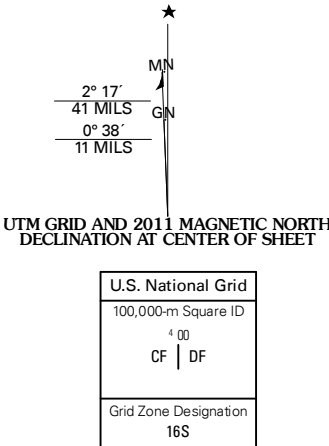 MN
2° 17´
41 MILS
GN
0° 38´
11 MILS
UTM GRID AND 2011 MAGNETIC NORTH
DECLINATION AT CENTER OF SHEET
U.S. National Grid
100,000-m Square ID
4 00
CF DF
Grid Zone Designation
16S